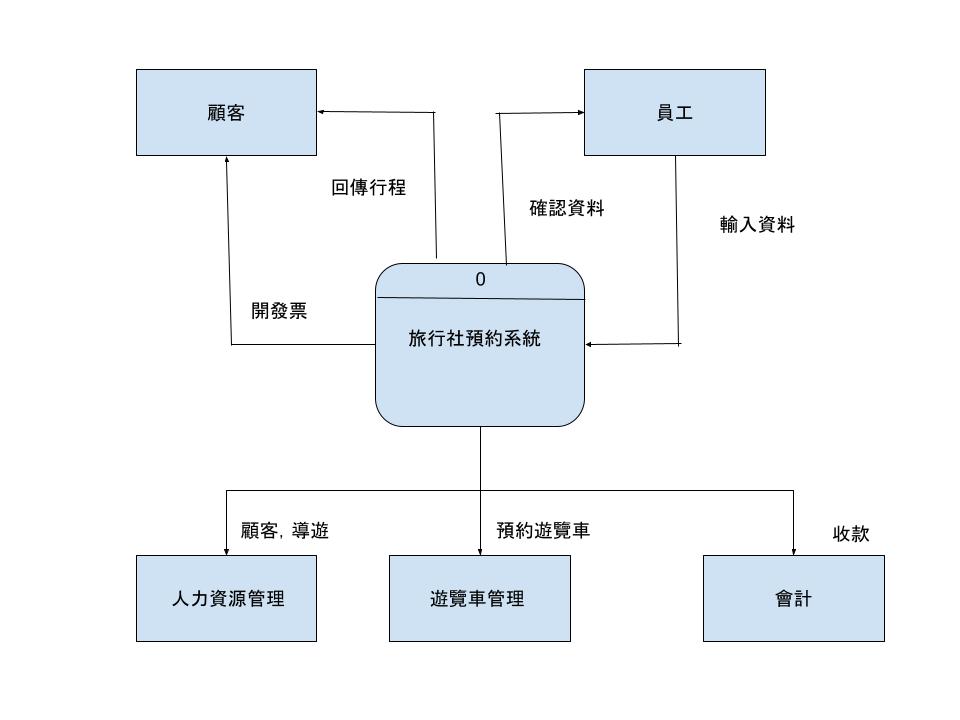 顧客
員工
回傳行程
確認資料
輸入資料
0
開發票
旅行社預約系統
顧客, 導遊
預約遊覽車
收款
人力資源管理
遊覽車管理
會計